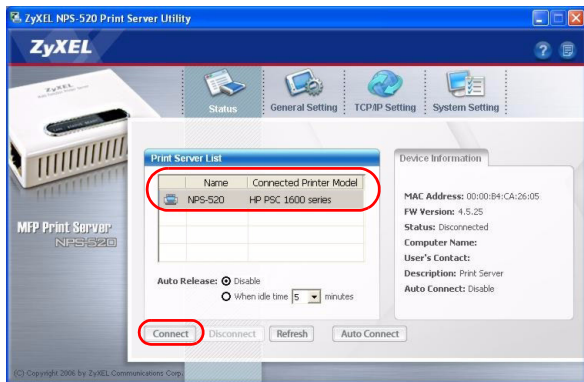 ZyXEL NPS-520 Print Server Utility
ZyXEL
?
Status
General Setting
TCP/IP Setting
System Setting
ZyXEL
MFP Print Server
NPS-520
Print Server List
Name Connected Printer Model
NPS-520 HP PSC 1600 series
Auto Release: Disable
When idle time 5 minutes
Connect Disconnect Refresh Auto Connect
Device Information
MAC Address: 00:00:B4:CA:26:05
FW Version: 4.5.25
Status: Disconnected
Computer Name:
User's Contact:
Description: Print Server
Auto Connect: Disable
(C) Copyright 2006 by ZyXEL Communications Corp.